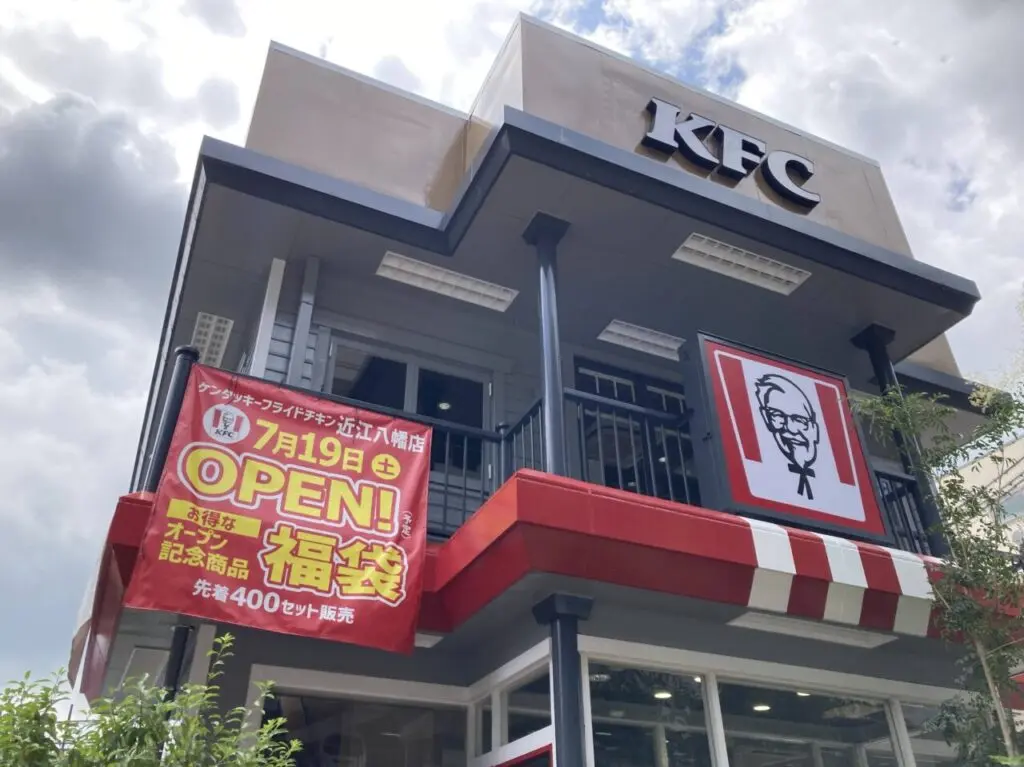 KFC
ケンタッキーフライドチキン 近江八幡店
KFC
7月19日土
OPEN!
(予定)
お得な
オープン
記念商品
福袋
先着400セット販売